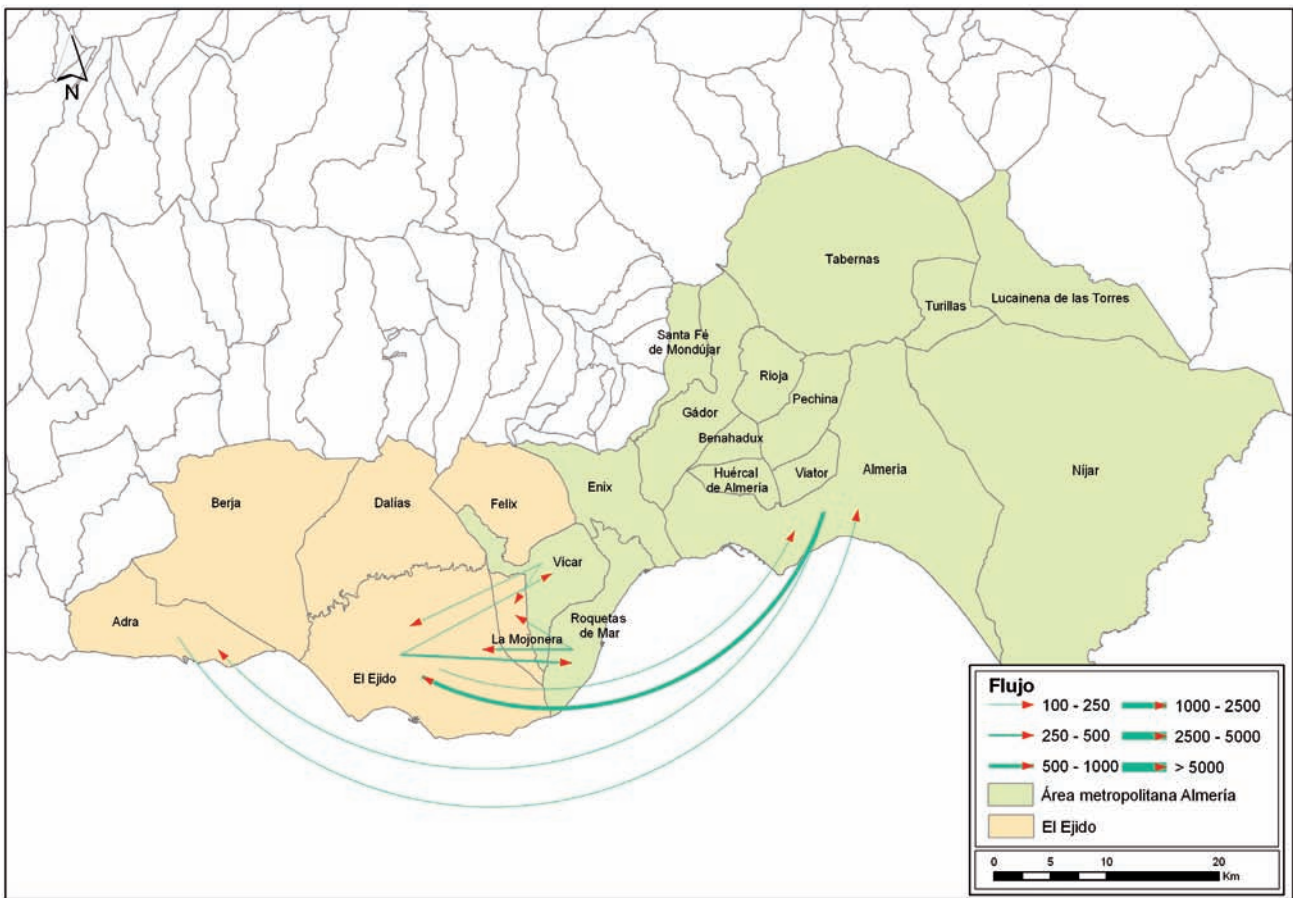 N
Tabernas
Turillas
Lucainena de las Torres
Santa Fé
de Mondújar
Rioja
Pechina
Gádor
Benahadux
Huércal
de Almería
Viator
Almeria
Níjar
Enix
Felix
Dalías
Berja
Vícar
Adra
La Mojonera
Roquetas
de Mar
El Ejido
Flujo
100 - 250
1000 - 2500
250 - 500
2500 - 5000
500 - 1000
> 5000
Área metropolitana Almería
El Ejido
0 5 10 20
Km